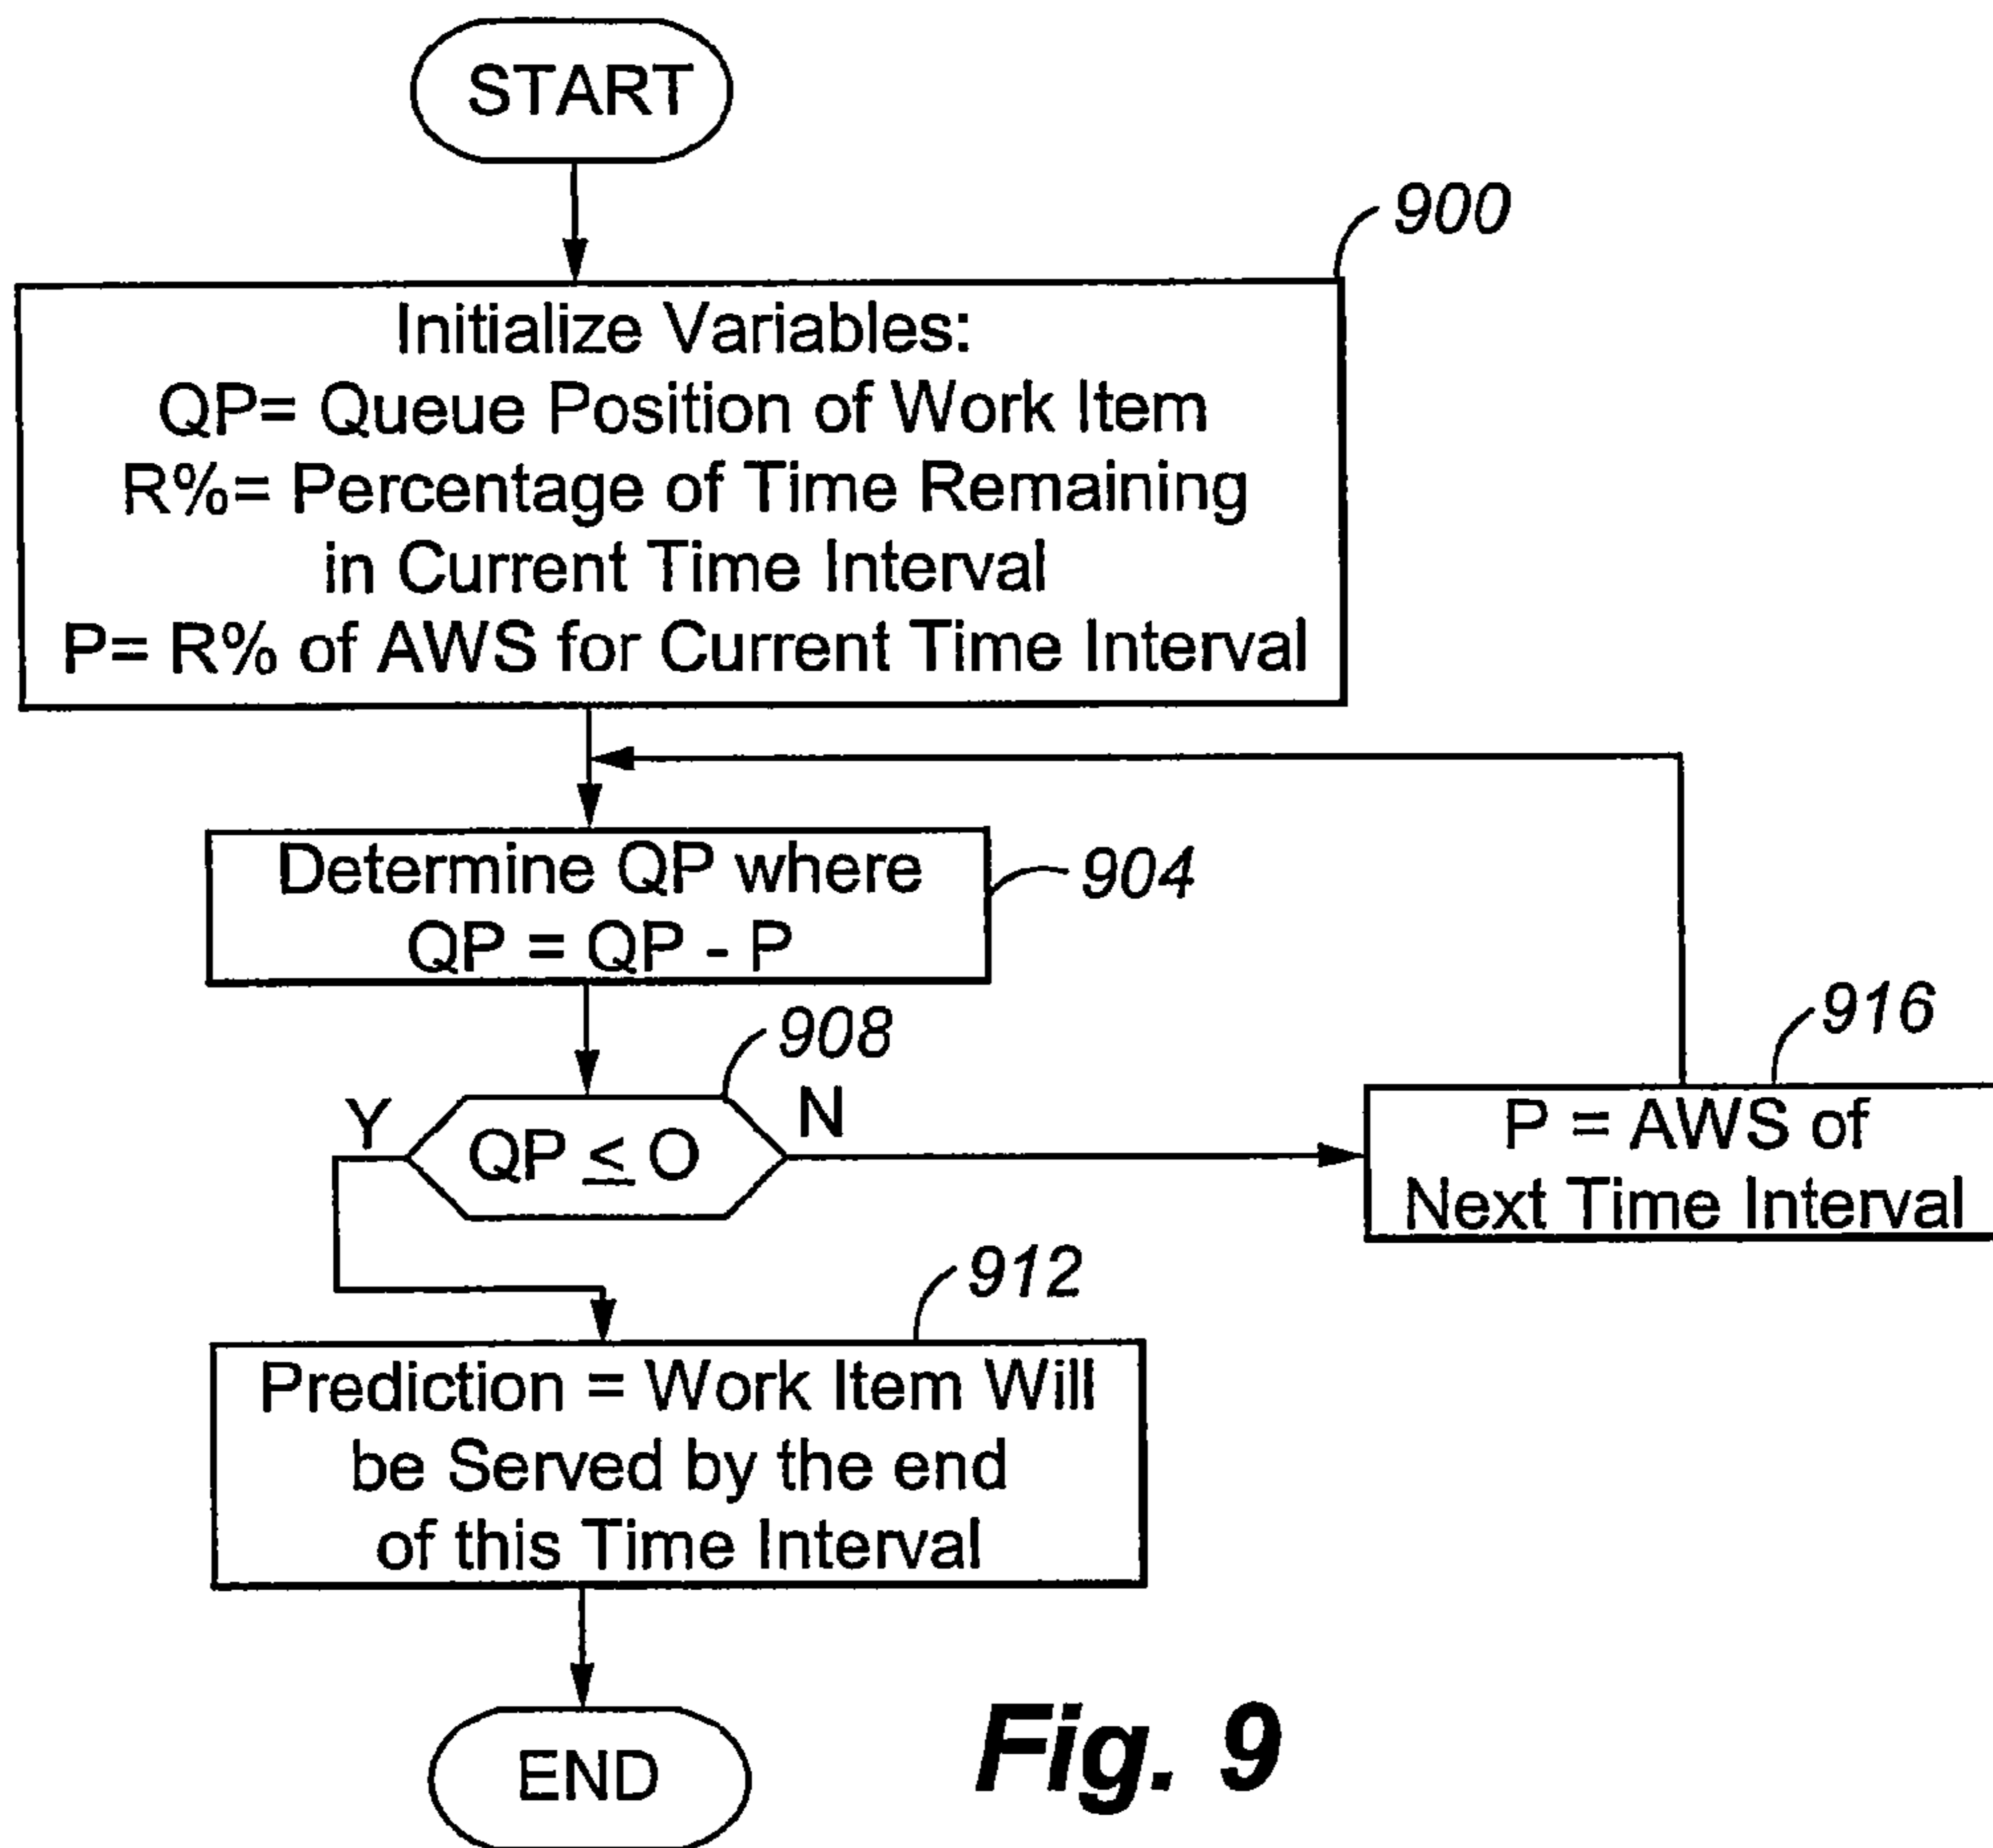 START
900
Initialize Variables:
QP= Queue Position of Work Item
R%= Percentage of Time Remaining
in Current Time Interval
P= R% of AWS for Current Time Interval
Determine QP where
QP = QP - P
904
908
Y
QP ≤ O
N
916
P = AWS of
Next Time Interval
912
Prediction = Work Item Will
be Served by the end
of this Time Interval
END
Fig. 9